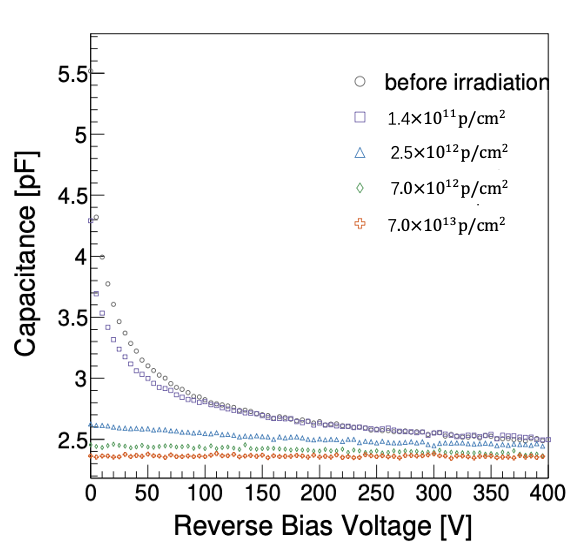 5.5
5
4.5
4
3.5
3
2.5
Capacitance [pF]
before irradiation
1.4×10¹¹p/cm²
2.5×10¹²p/cm²
7.0×10¹²p/cm²
7.0×10¹³p/cm²
0 50 100 150 200 250 300 350 400
Reverse Bias Voltage [V]